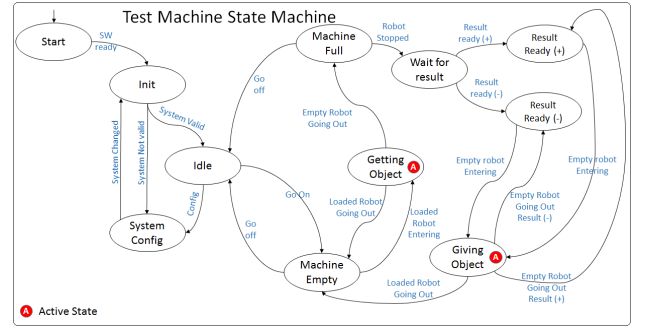 Test Machine State Machine
Start
SW
ready
Init
System Valid
System Changed
System Not valid
Idle
Config
System
Config
Go
off
Machine
Full
Robot
Stopped
Wait for
result
Result
ready (+)
Result
Ready (+)
Result
ready (-)
Result
Ready (-)
Empty Robot
Going Out
Getting
Object
A
Go On
Loaded Robot
Going Out
Loaded
Robot
Entering
Go
off
Machine
Empty
Empty robot
Entering
Empty Robot
Going Out
Result (-)
Empty robot
Entering
Giving
Object
A
Loaded Robot
Going Out
Empty Robot
Going Out
Result (+)
A
Active State